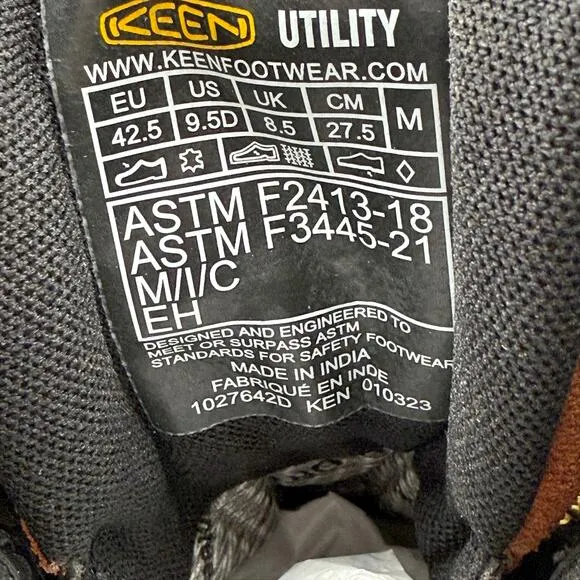 KEEN UTILITY
WWW.KEENFOOTWEAR.COM
EU US UK CM M
42.5 9.5D 8.5 27.5
ASTM F2413-18
ASTM F3445-21
M/I/C
EH
DESIGNED AND ENGINEERED TO
MEET OR SURPASS ASTM
STANDARDS FOR SAFETY FOOTWEAR
MADE IN INDIA
FABRIQUÉ EN INDE
1027642D KEN 010323